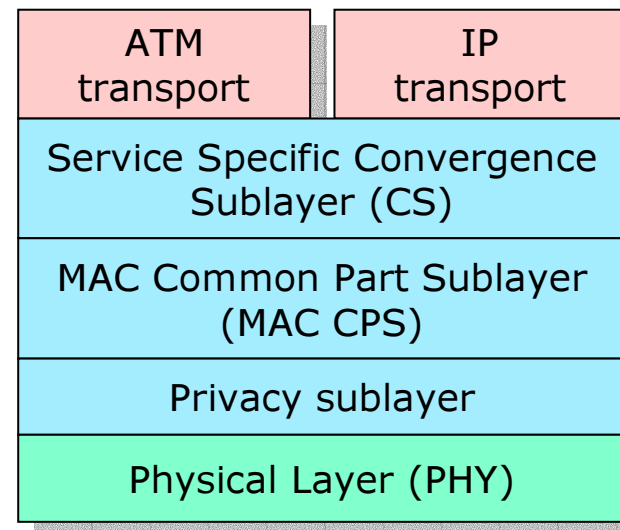 ATM
transport
IP
transport
Service Specific Convergence
Sublayer (CS)
MAC Common Part Sublayer
(MAC CPS)
Privacy sublayer
Physical Layer (PHY)